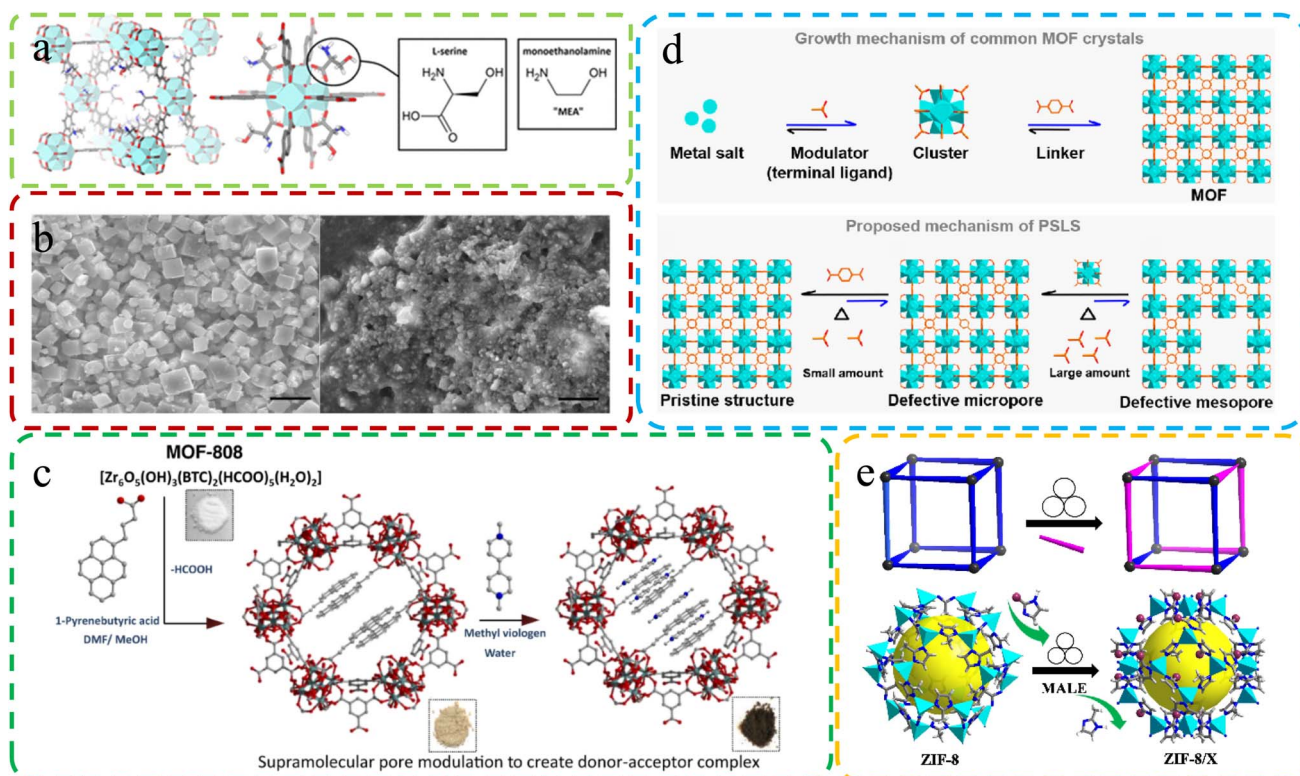 a
L-serine
H₂N
OH
HO
O
monoethanolamine
H₂N
OH
"MEA"
b
c
MOF-808
[Zr₆O₅(OH)₃(BTC)₂(HCOO)₅(H₂O)₂]
-HCOOH
1-Pyrenebutyric acid
DMF/ MeOH
Methyl viologen
Water
Supramolecular pore modulation to create donor-acceptor complex
d
Growth mechanism of common MOF crystals
Metal salt
Modulator
(terminal ligand)
Cluster
Linker
MOF
Proposed mechanism of PSLS
Δ
Small amount
Δ
Large amount
Pristine structure
Defective micropore
Defective mesopore
e
MALE
ZIF-8
ZIF-8/X